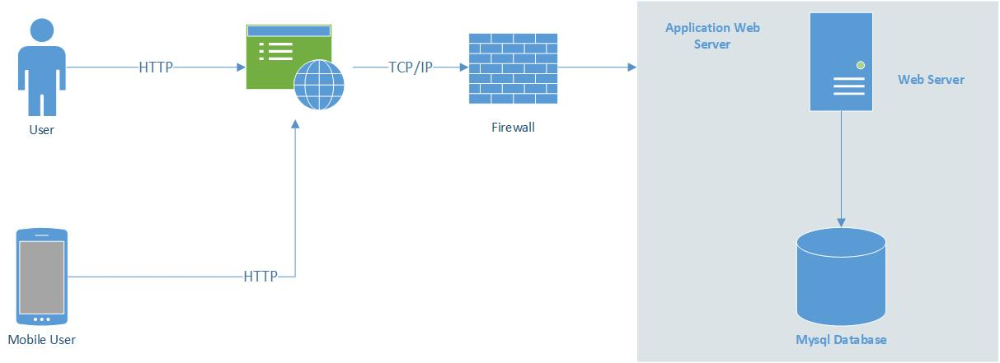 HTTP
TCP/IP
User
Firewall
Application Web
Server
Web Server
HTTP
Mobile User
Mysql Database